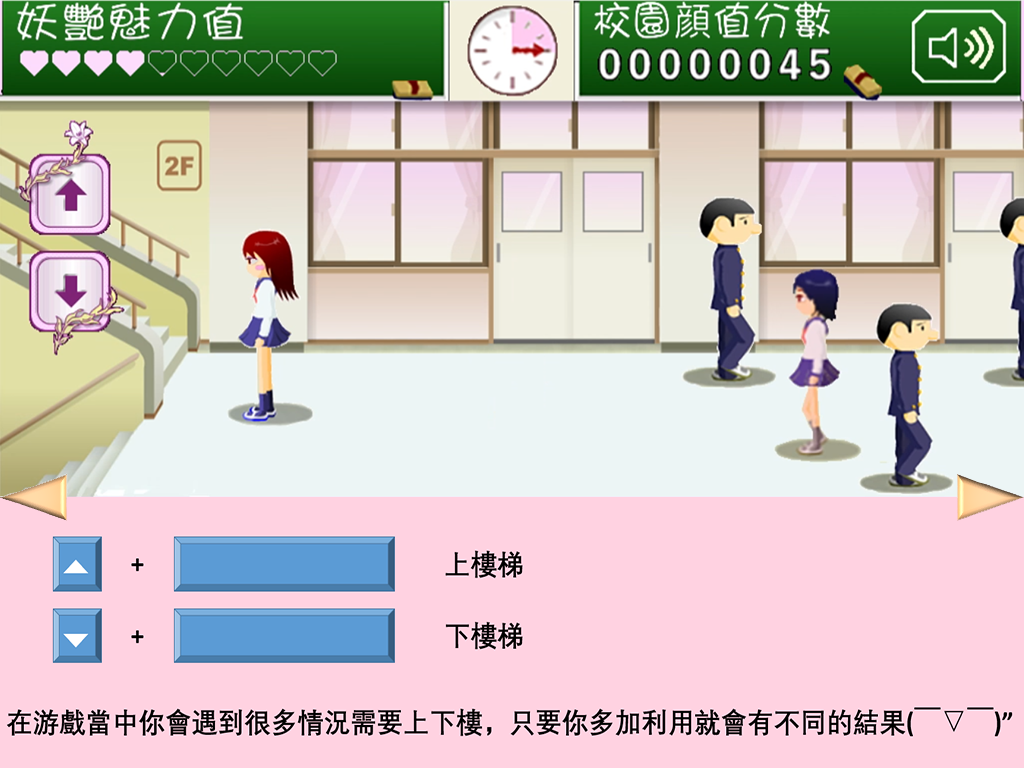 妖艷魅力值
校園顏值分數
00000045
2F
+ 上樓梯
+ 下樓梯
在游戲當中你會遇到很多情況需要上下樓，只要你多加利用就會有不同的結果(￣▽￣)”